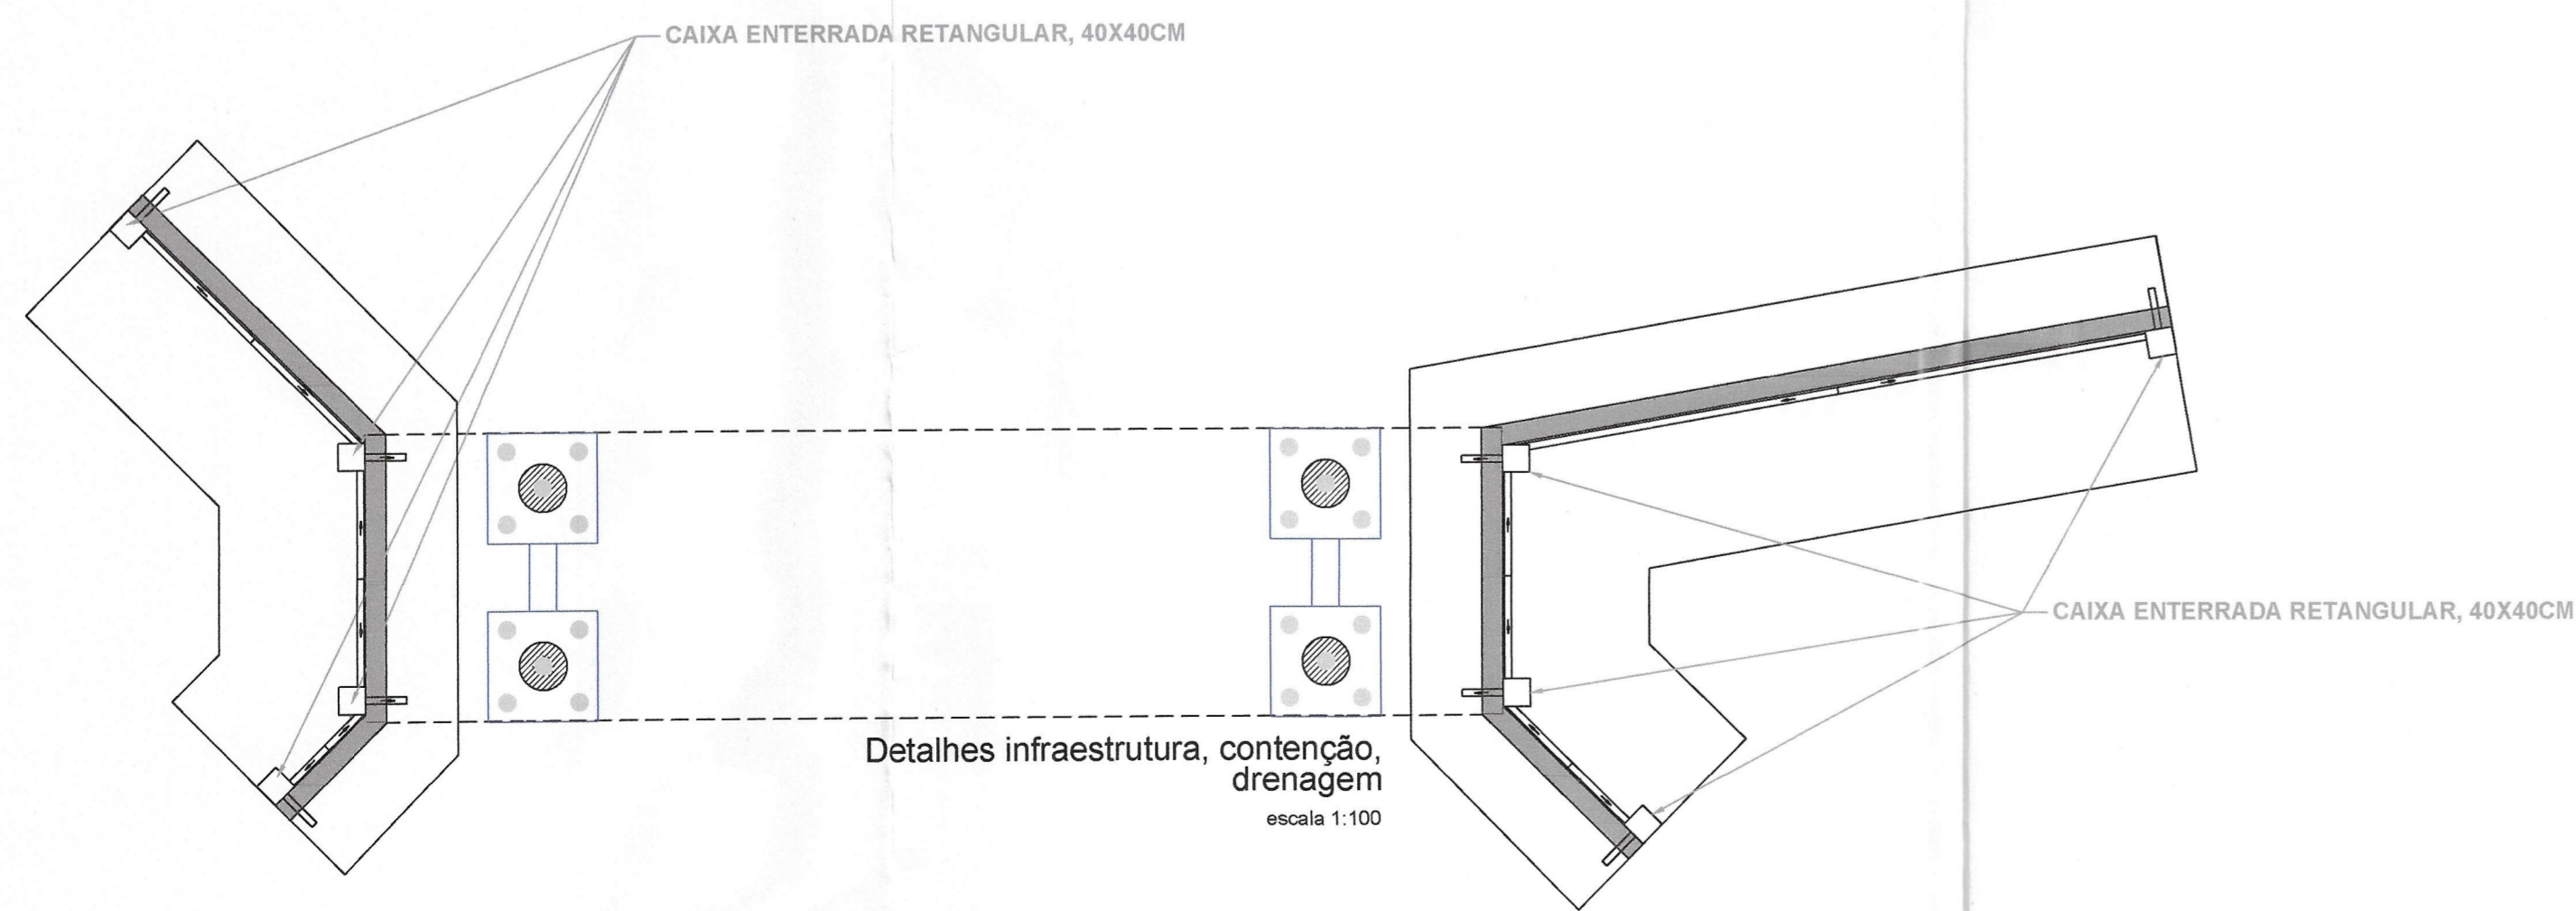 CAIXA ENTERRADA RETANGULAR, 40X40CM
CAIXA ENTERRADA RETANGULAR, 40X40CM
Detalhes infraestrutura, contenção,
drenagem
escala 1:100